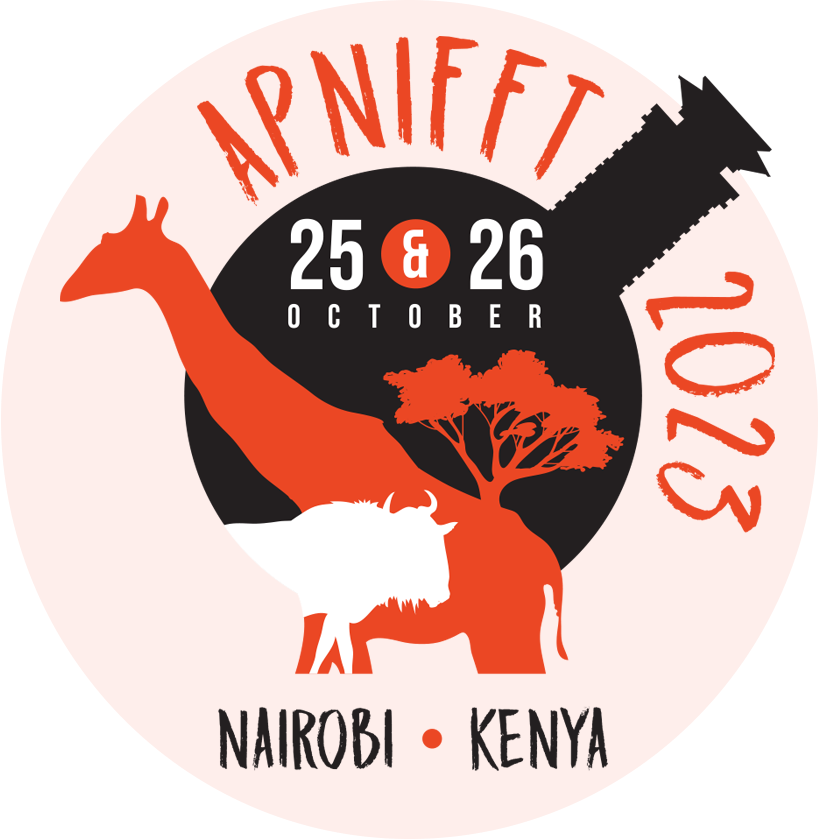 APNIFFT
2023
25 & 26
OCTOBER
NAIROBI • KENYA